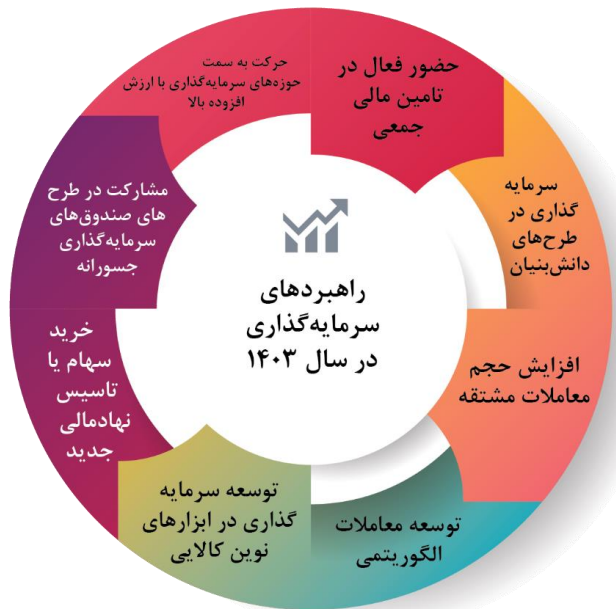 راهبردهای
سرمایه‌گذاری
در سال ۱۴۰۳
حضور فعال در
تامین مالی
جمعی
سرمایه
گذاری در
طرح‌های
دانش‌بنیان
افزایش حجم
معاملات مشتقه
توسعه معاملات
الگوریتمی
توسعه سرمایه
گذاری در ابزارهای
نوین کالایی
خرید
سهام یا
تاسیس
نهادمالی
جدید
مشارکت در طرح
های صندوق‌های
سرمایه‌گذاری
جسورانه
حرکت به سمت
حوزه‌های سرمایه‌گذاری با ارزش
افزوده بالا